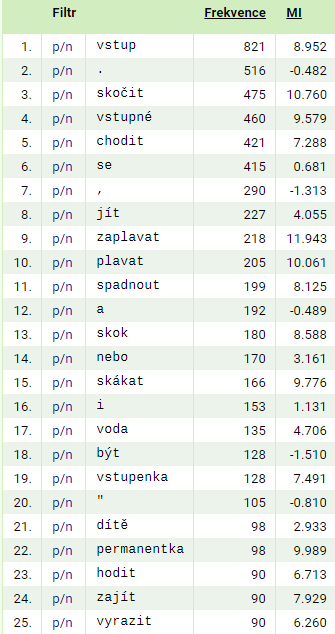 Filtr Frekvence MI
1. p/n vstup 821 8.952
2. p/n . 516 -0.482
3. p/n skočit 475 10.760
4. p/n vstupné 460 9.579
5. p/n chodit 421 7.288
6. p/n se 415 0.681
7. p/n , 290 -1.313
8. p/n jít 227 4.055
9. p/n zaplavat 218 11.943
10. p/n plavat 205 10.061
11. p/n spadnout 199 8.125
12. p/n a 192 -0.489
13. p/n skok 180 8.588
14. p/n nebo 170 3.161
15. p/n skákat 166 9.776
16. p/n i 153 1.131
17. p/n voda 135 4.706
18. p/n být 128 -1.510
19. p/n vstupenka 128 7.491
20. p/n " 105 -0.810
21. p/n dítě 98 2.933
22. p/n permanentka 98 9.989
23. p/n hodit 90 6.713
24. p/n zajít 90 7.929
25. p/n vyrazit 90 6.260